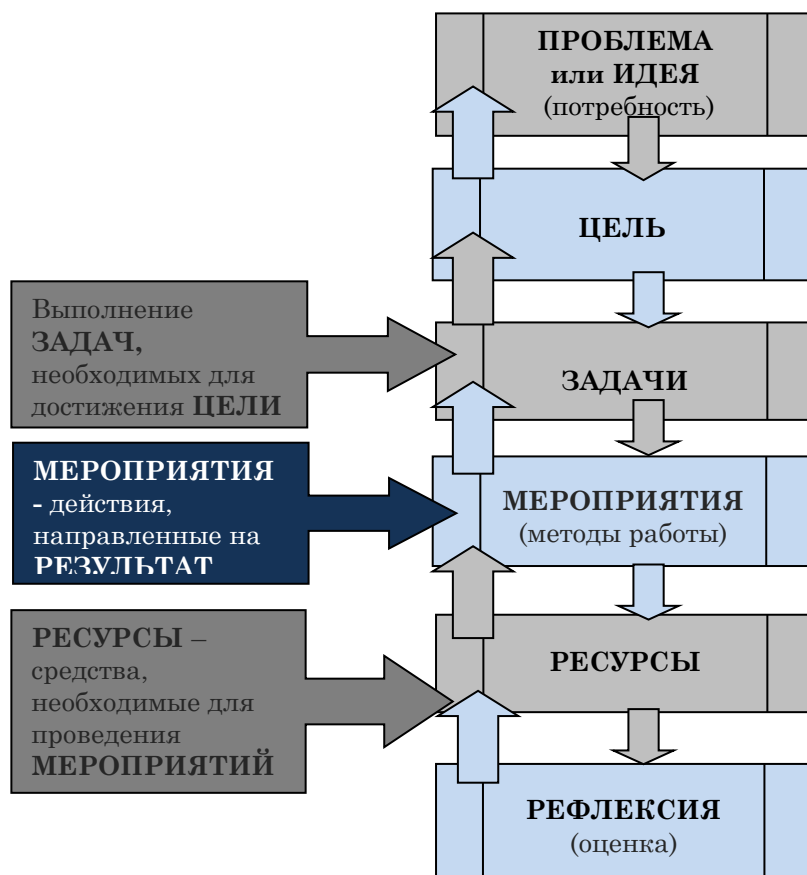 ПРОБЛЕМА
или ИДЕЯ
(потребность)
ЦЕЛЬ
Выполнение
ЗАДАЧ,
необходимых для
достижения ЦЕЛИ
ЗАДАЧИ
МЕРОПРИЯТИЯ
- действия,
направленные на
РЕЗУЛЬТАТ
МЕРОПРИЯТИЯ
(методы работы)
РЕСУРСЫ –
средства,
необходимые для
проведения
МЕРОПРИЯТИЙ
РЕСУРСЫ
РЕФЛЕКСИЯ
(оценка)